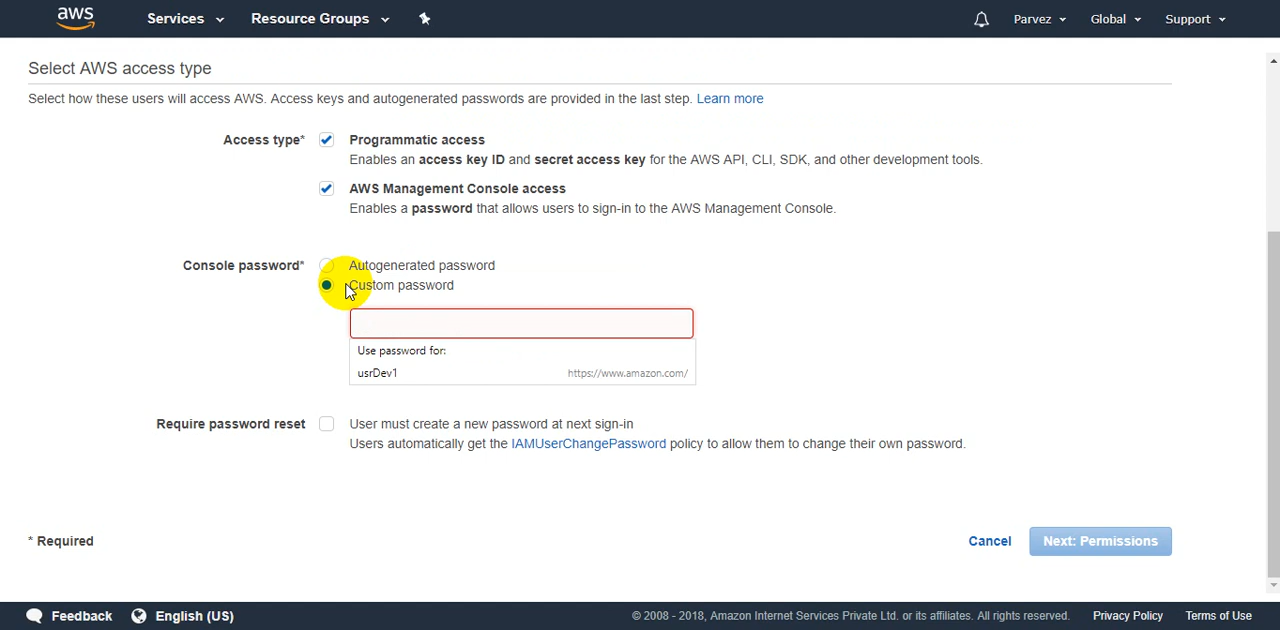 aws Services Resource Groups Parvez Global Support
Select AWS access type
Select how these users will access AWS. Access keys and autogenerated passwords are provided in the last step. Learn more
Access type* Programmatic access
Enables an access key ID and secret access key for the AWS API, CLI, SDK, and other development tools.
AWS Management Console access
Enables a password that allows users to sign-in to the AWS Management Console.
Console password* Autogenerated password
Custom password
Use password for:
usrDev1 https://www.amazon.com/
Require password reset User must create a new password at next sign-in
Users automatically get the IAMUserChangePassword policy to allow them to change their own password.
* Required Cancel Next: Permissions
Feedback English (US) © 2008 - 2018, Amazon Internet Services Private Ltd. or its affiliates. All rights reserved. Privacy Policy Terms of Use